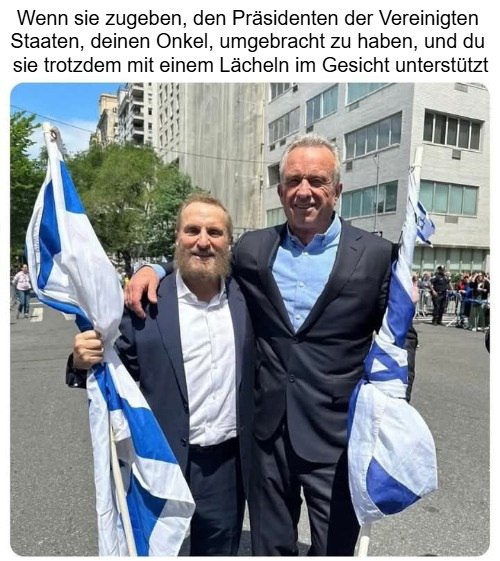 Wenn sie zugeben, den Präsidenten der Vereinigten
Staaten, deinen Onkel, umgebracht zu haben, und du
sie trotzdem mit einem Lächeln im Gesicht unterstützt